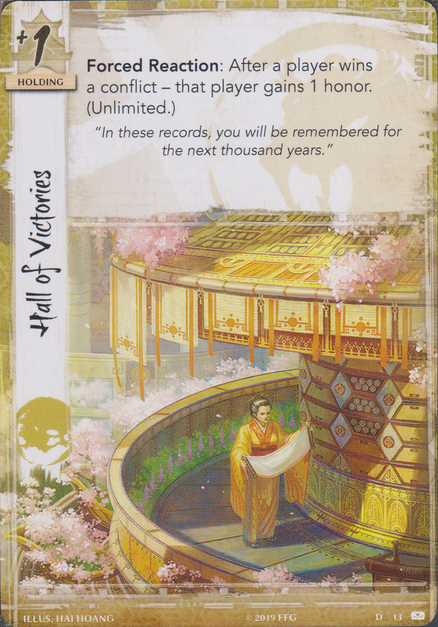 +1
HOLDING
Forced Reaction: After a player wins
a conflict – that player gains 1 honor.
(Unlimited.)
“In these records, you will be remembered for
the next thousand years.”
Hall of Victories
ILLUS. HAI HOANG
© 2019 FFG
D 13